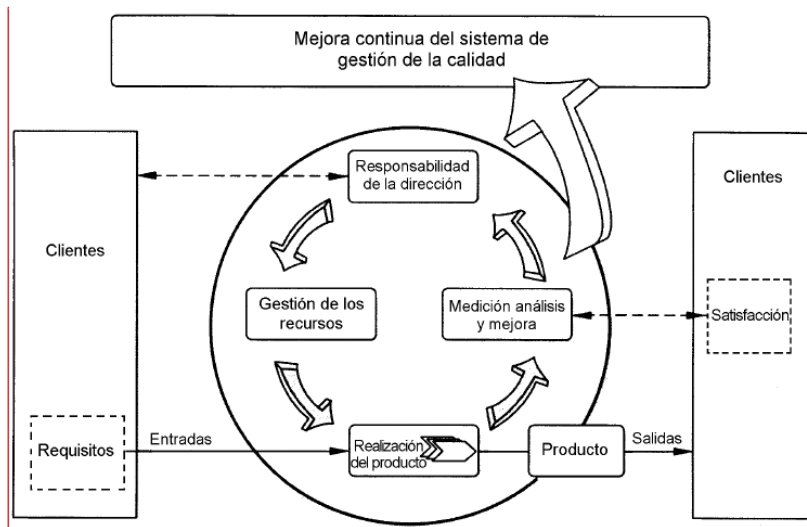 Mejora continua del sistema de
gestión de la calidad
Responsabilidad
de la dirección
Clientes
Clientes
Gestión de los
recursos
Medición análisis
y mejora
Satisfacción
Requisitos
Entradas
Realización
del producto
Producto
Salidas